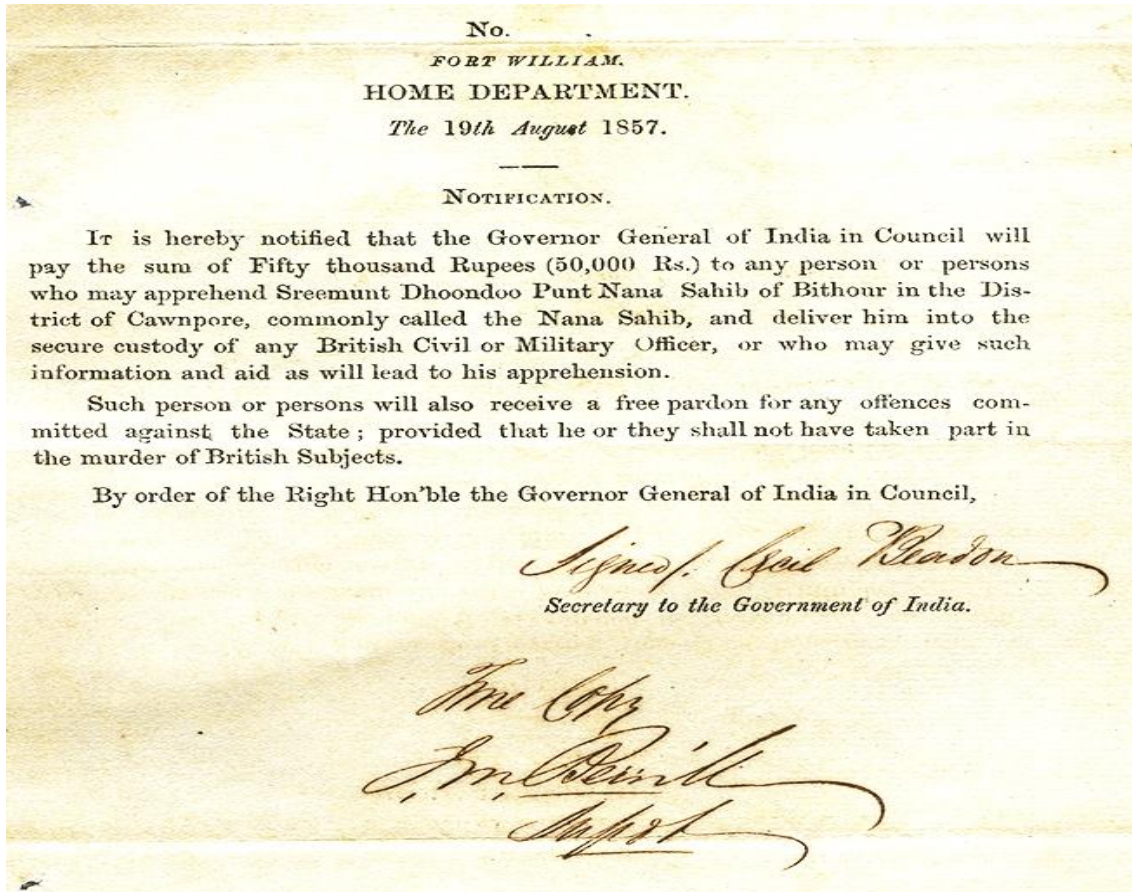 No. .
FORT WILLIAM.
HOME DEPARTMENT.
The 19th August 1857.
NOTIFICATION.
IT is hereby notified that the Governor General of India in Council will
pay the sum of Fifty thousand Rupees (50,000 Rs.) to any person or persons
who may apprehend Sreemunt Dhoondoo Punt Nana Sahib of Bithour in the Dis-
trict of Cawnpore, commonly called the Nana Sahib, and deliver him into the
secure custody of any British Civil or Military Officer, or who may give such
information and aid as will lead to his apprehension.
Such person or persons will also receive a free pardon for any offences com-
mitted against the State; provided that he or they shall not have taken part in
the murder of British Subjects.
By order of the Right Hon'ble the Governor General of India in Council,
Signed/. Cecil Beadon
Secretary to the Government of India.
True Copy